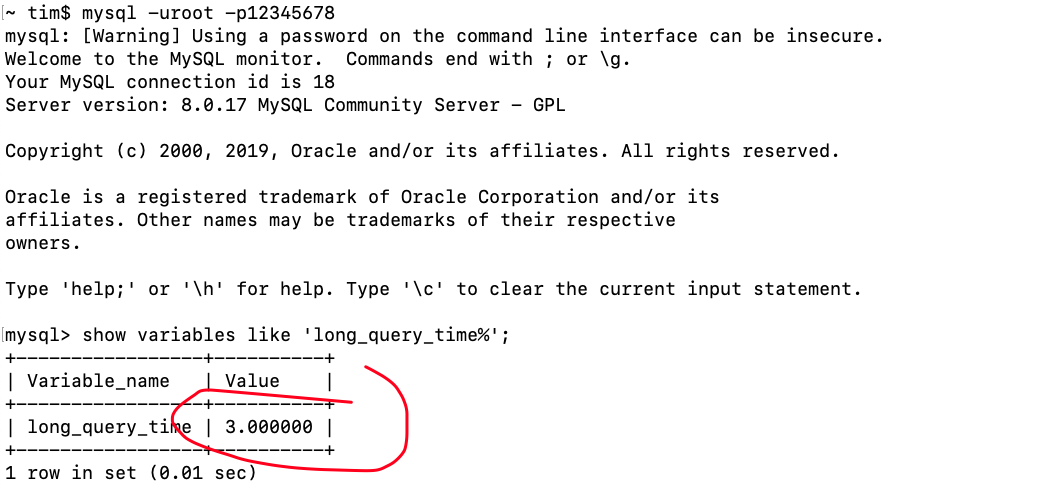 ~ tim$ mysql -uroot -p12345678
mysql: [Warning] Using a password on the command line interface can be insecure.
Welcome to the MySQL monitor.  Commands end with ; or \g.
Your MySQL connection id is 18
Server version: 8.0.17 MySQL Community Server - GPL

Copyright (c) 2000, 2019, Oracle and/or its affiliates. All rights reserved.

Oracle is a registered trademark of Oracle Corporation and/or its
affiliates. Other names may be trademarks of their respective
owners.

Type 'help;' or '\h' for help. Type '\c' to clear the current input statement.

mysql> show variables like 'long_query_time%';
+-----------------+----------+
| Variable_name   | Value    |
+-----------------+----------+
| long_query_time | 3.000000 |
+-----------------+----------+
1 row in set (0.01 sec)